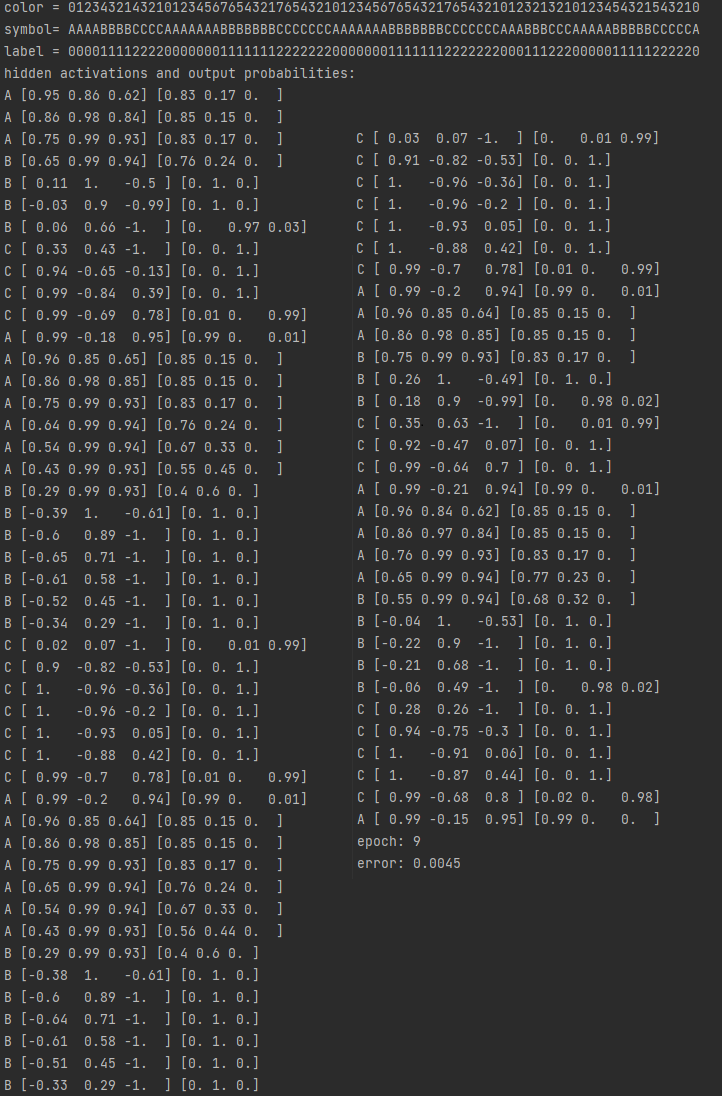 color = 0123432143210123456765432176543210123456765432176543210123213210123454321543210
symbol= AAAABBBBCCCCAAAAAAABBBBBBBCCCCCCCAAAAAAABBBBBBBCCCCCCCAAABBBCCCAAAAABBBBBCCCCCA
label = 0000111122220000000111111122222220000000111111122222220001112220000011111222220
hidden activations and output probabilities:
A [0.95 0.86 0.62] [0.83 0.17 0.  ]
A [0.86 0.98 0.84] [0.85 0.15 0.  ]
A [0.75 0.99 0.93] [0.83 0.17 0.  ]
B [0.65 0.99 0.94] [0.76 0.24 0.  ]
B [ 0.11  1.   -0.5 ] [0. 1. 0.]
B [-0.03  0.9  -0.99] [0. 1. 0.]
B [ 0.06  0.66 -1.  ] [0.   0.97 0.03]
C [ 0.33  0.43 -1.  ] [0. 0. 1.]
C [ 0.94 -0.65 -0.13] [0. 0. 1.]
C [ 0.99 -0.84  0.39] [0. 0. 1.]
C [ 0.99 -0.69  0.78] [0.01 0.   0.99]
A [ 0.99 -0.18  0.95] [0.99 0.   0.01]
A [0.96 0.85 0.65] [0.85 0.15 0.  ]
A [0.86 0.98 0.85] [0.85 0.15 0.  ]
A [0.75 0.99 0.93] [0.83 0.17 0.  ]
A [0.64 0.99 0.94] [0.76 0.24 0.  ]
A [0.54 0.99 0.94] [0.67 0.33 0.  ]
A [0.43 0.99 0.93] [0.55 0.45 0.  ]
B [0.29 0.99 0.93] [0.4 0.6 0. ]
B [-0.39  1.   -0.61] [0. 1. 0.]
B [-0.6   0.89 -1.  ] [0. 1. 0.]
B [-0.65  0.71 -1.  ] [0. 1. 0.]
B [-0.61  0.58 -1.  ] [0. 1. 0.]
B [-0.52  0.45 -1.  ] [0. 1. 0.]
B [-0.34  0.29 -1.  ] [0. 1. 0.]
C [ 0.02  0.07 -1.  ] [0.   0.01 0.99]
C [ 0.9  -0.82 -0.53] [0. 0. 1.]
C [ 1.   -0.96 -0.36] [0. 0. 1.]
C [ 1.   -0.96 -0.2 ] [0. 0. 1.]
C [ 1.   -0.93  0.05] [0. 0. 1.]
C [ 1.   -0.88  0.42] [0. 0. 1.]
C [ 0.99 -0.7   0.78] [0.01 0.   0.99]
A [ 0.99 -0.2   0.94] [0.99 0.   0.01]
A [0.96 0.85 0.64] [0.85 0.15 0.  ]
A [0.86 0.98 0.85] [0.85 0.15 0.  ]
A [0.75 0.99 0.93] [0.83 0.17 0.  ]
A [0.65 0.99 0.94] [0.76 0.24 0.  ]
A [0.54 0.99 0.94] [0.67 0.33 0.  ]
A [0.43 0.99 0.93] [0.56 0.44 0.  ]
B [0.29 0.99 0.93] [0.4 0.6 0. ]
B [-0.38  1.   -0.61] [0. 1. 0.]
B [-0.6   0.89 -1.  ] [0. 1. 0.]
B [-0.64  0.71 -1.  ] [0. 1. 0.]
B [-0.61  0.58 -1.  ] [0. 1. 0.]
B [-0.51  0.45 -1.  ] [0. 1. 0.]
B [-0.33  0.29 -1.  ] [0. 1. 0.]
C [ 0.03  0.07 -1.  ] [0.   0.01 0.99]
C [ 0.91 -0.82 -0.53] [0. 0. 1.]
C [ 1.   -0.96 -0.36] [0. 0. 1.]
C [ 1.   -0.96 -0.2 ] [0. 0. 1.]
C [ 1.   -0.93  0.05] [0. 0. 1.]
C [ 1.   -0.88  0.42] [0. 0. 1.]
C [ 0.99 -0.7   0.78] [0.01 0.   0.99]
A [ 0.99 -0.2   0.94] [0.99 0.   0.01]
A [0.96 0.85 0.64] [0.85 0.15 0.  ]
A [0.86 0.98 0.85] [0.85 0.15 0.  ]
B [0.75 0.99 0.93] [0.83 0.17 0.  ]
B [ 0.26  1.   -0.49] [0. 1. 0.]
B [ 0.18  0.9  -0.99] [0.   0.98 0.02]
C [ 0.35  0.63 -1.  ] [0.   0.01 0.99]
C [ 0.92 -0.47  0.07] [0. 0. 1.]
C [ 0.99 -0.64  0.7 ] [0. 0. 1.]
A [ 0.99 -0.21  0.94] [0.99 0.   0.01]
A [0.96 0.84 0.62] [0.85 0.15 0.  ]
A [0.86 0.97 0.84] [0.85 0.15 0.  ]
A [0.76 0.99 0.93] [0.83 0.17 0.  ]
A [0.65 0.99 0.94] [0.77 0.23 0.  ]
B [0.55 0.99 0.94] [0.68 0.32 0.  ]
B [-0.04  1.   -0.53] [0. 1. 0.]
B [-0.22  0.9  -1.  ] [0. 1. 0.]
B [-0.21  0.68 -1.  ] [0. 1. 0.]
B [-0.06  0.49 -1.  ] [0.   0.98 0.02]
C [ 0.28  0.26 -1.  ] [0. 0. 1.]
C [ 0.94 -0.75 -0.3 ] [0. 0. 1.]
C [ 1.   -0.91  0.06] [0. 0. 1.]
C [ 1.   -0.87  0.44] [0. 0. 1.]
C [ 0.99 -0.68  0.8 ] [0.02 0.   0.98]
A [ 0.99 -0.15  0.95] [0.99 0.   0.  ]
epoch: 9
error: 0.0045